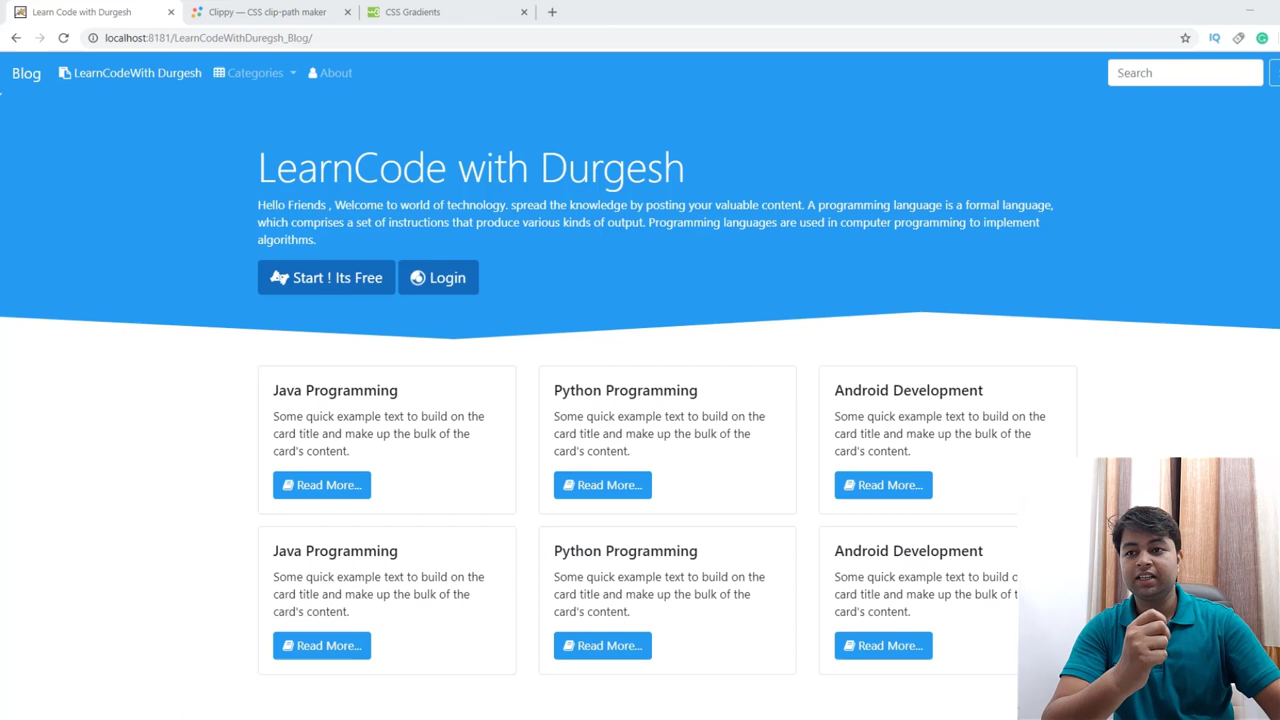 Learn Code with Durgesh
Clippy — CSS clip-path maker
CSS Gradients
localhost:8181/LearnCodeWithDuregsh_Blog/
IQ
Blog LearnCodeWith Durgesh Categories About
Search
LearnCode with Durgesh
Hello Friends , Welcome to world of technology. spread the knowledge by posting your valuable content. A programming language is a formal language,
which comprises a set of instructions that produce various kinds of output. Programming languages are used in computer programming to implement
algorithms.
Start ! Its Free Login
Java Programming
Some quick example text to build on the
card title and make up the bulk of the
card's content.
Read More...
Python Programming
Some quick example text to build on the
card title and make up the bulk of the
card's content.
Read More...
Android Development
Some quick example text to build on the
card title and make up the bulk of the
card's content.
Read More...
Java Programming
Some quick example text to build on the
card title and make up the bulk of the
card's content.
Read More...
Python Programming
Some quick example text to build on the
card title and make up the bulk of the
card's content.
Read More...
Android Development
Some quick example text to build o
card title and make up the bulk of t
card's content.
Read More...